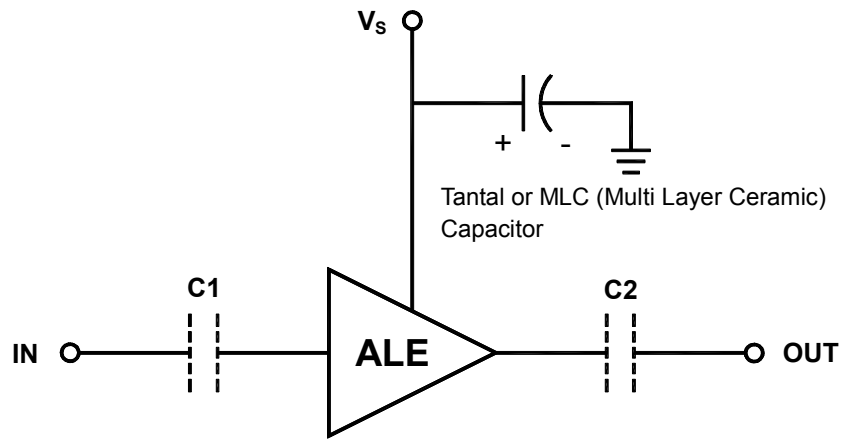 Vs
+ -
Tantal or MLC (Multi Layer Ceramic)
Capacitor
C1
C2
IN
ALE
OUT